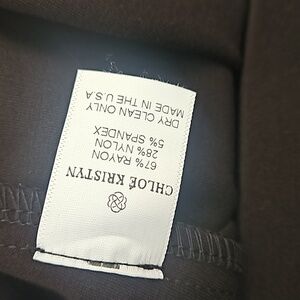 CHLOÉ KRISTYN
67% RAYON
28% NYLON
5% SPANDEX
DRY CLEAN ONLY
MADE IN THE U.S.A